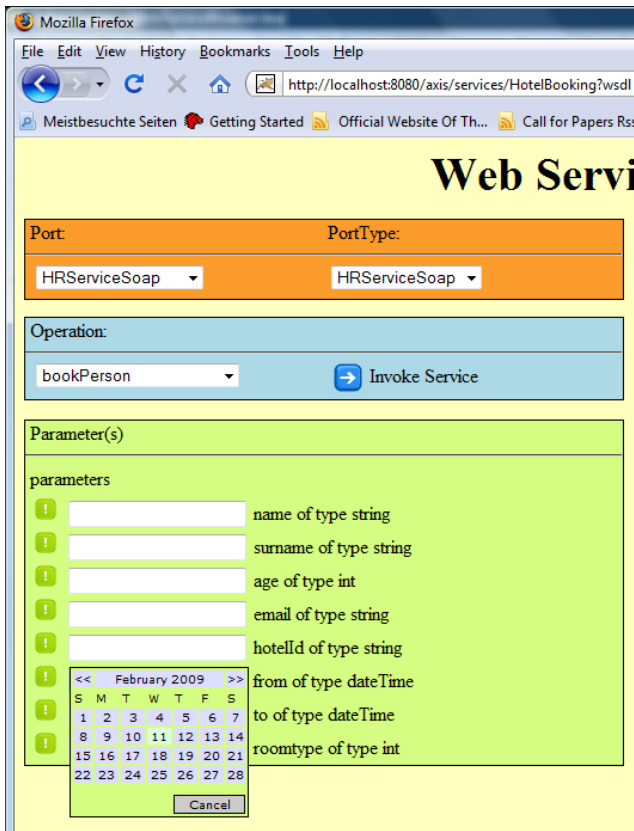 Mozilla Firefox
File Edit View History Bookmarks Tools Help
http://localhost:8080/axis/services/HotelBooking?wsdl
Meistbesuchte Seiten Getting Started Official Website Of Th... Call for Papers Rss
Web Servi
Port: PortType:
HRServiceSoap HRServiceSoap
Operation:
bookPerson Invoke Service
Parameter(s)
parameters
! name of type string
! surname of type string
! age of type int
! email of type string
! hotelId of type string
! from of type dateTime
! to of type dateTime
! roomtype of type int
<< February 2009 >>
S M T W T F S
1 2 3 4 5 6 7
8 9 10 11 12 13 14
15 16 17 18 19 20 21
22 23 24 25 26 27 28
Cancel